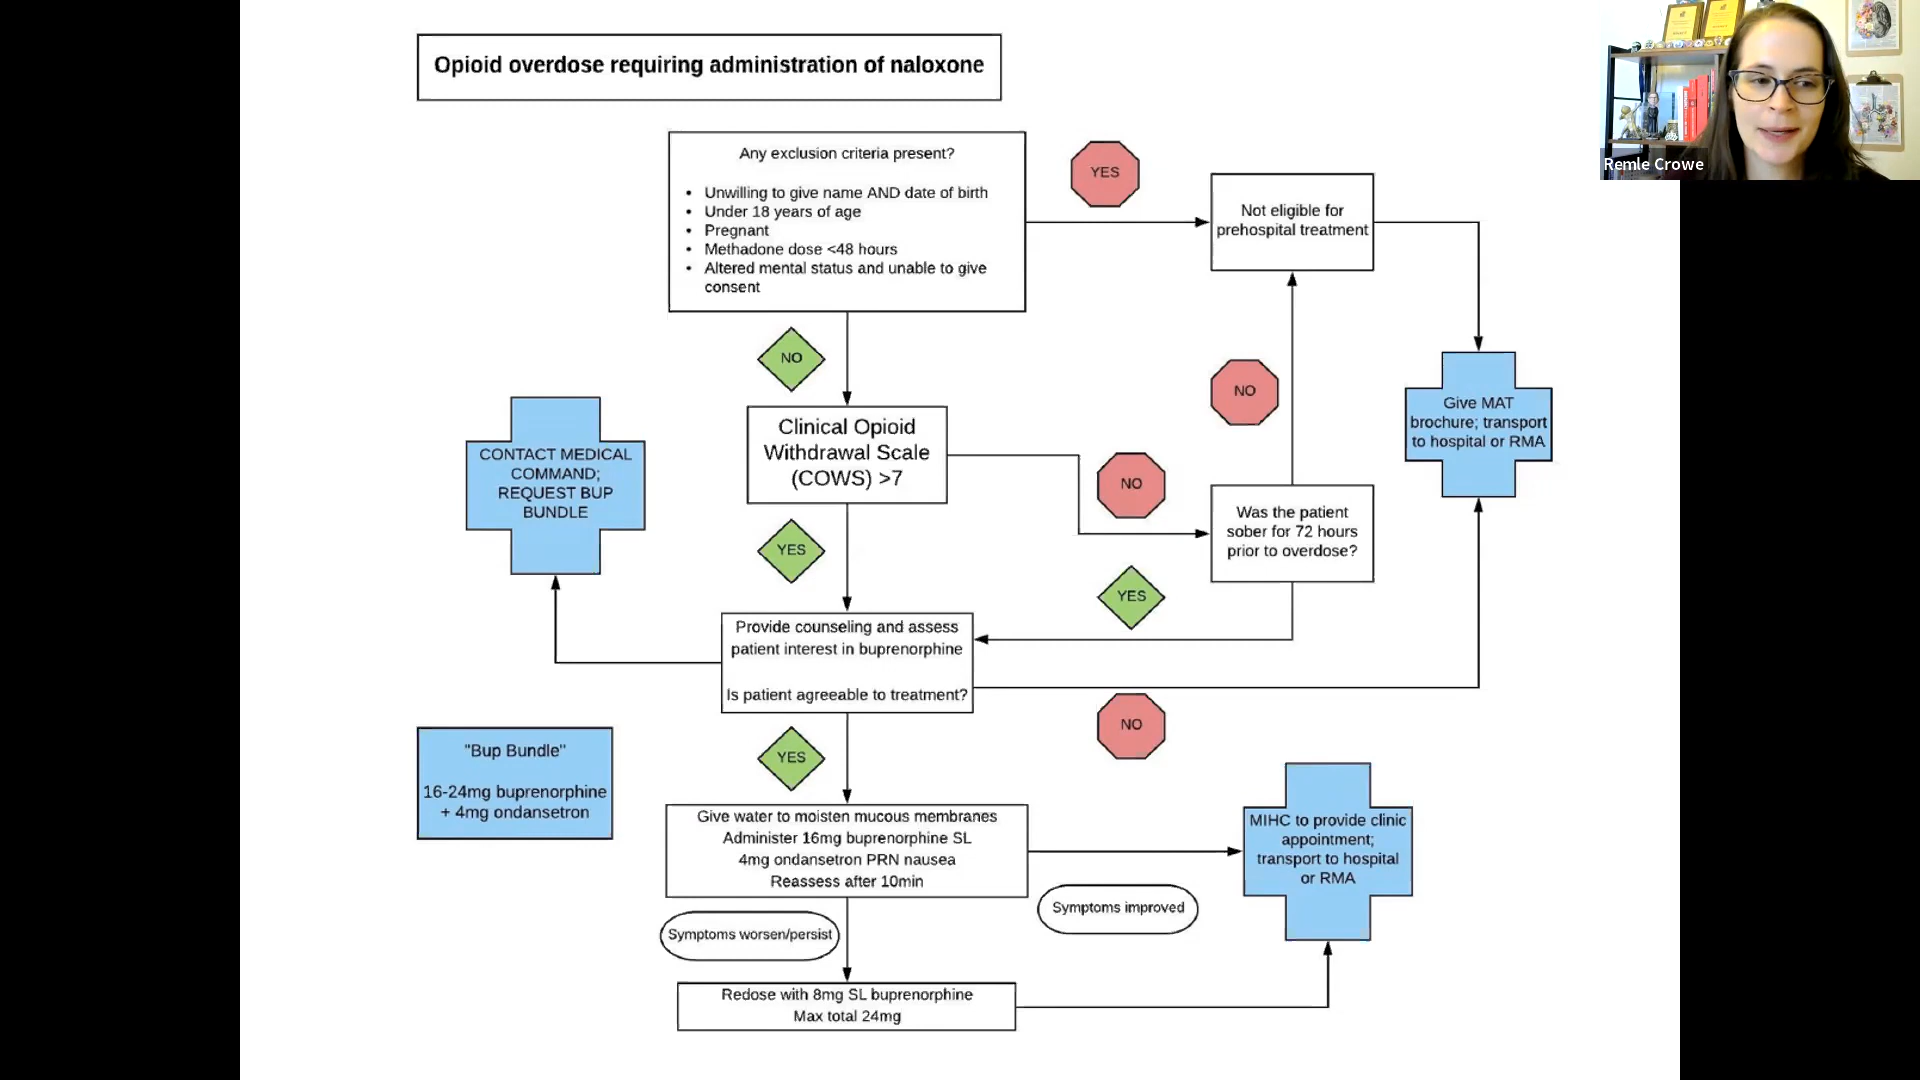 Opioid overdose requiring administration of naloxone
Remle Crowe
Any exclusion criteria present?
• Unwilling to give name AND date of birth
• Under 18 years of age
• Pregnant
• Methadone dose <48 hours
• Altered mental status and unable to give
consent
YES
Not eligible for
prehospital treatment
NO
NO
Give MAT
brochure; transport
to hospital or RMA
CONTACT MEDICAL
COMMAND;
REQUEST BUP
BUNDLE
Clinical Opioid
Withdrawal Scale
(COWS) >7
NO
Was the patient
sober for 72 hours
prior to overdose?
YES
YES
Provide counseling and assess
patient interest in buprenorphine
Is patient agreeable to treatment?
NO
"Bup Bundle"
16-24mg buprenorphine
+ 4mg ondansetron
YES
Give water to moisten mucous membranes
Administer 16mg buprenorphine SL
4mg ondansetron PRN nausea
Reassess after 10min
MIHC to provide clinic
appointment;
transport to hospital
or RMA
Symptoms improved
Symptoms worsen/persist
Redose with 8mg SL buprenorphine
Max total 24mg